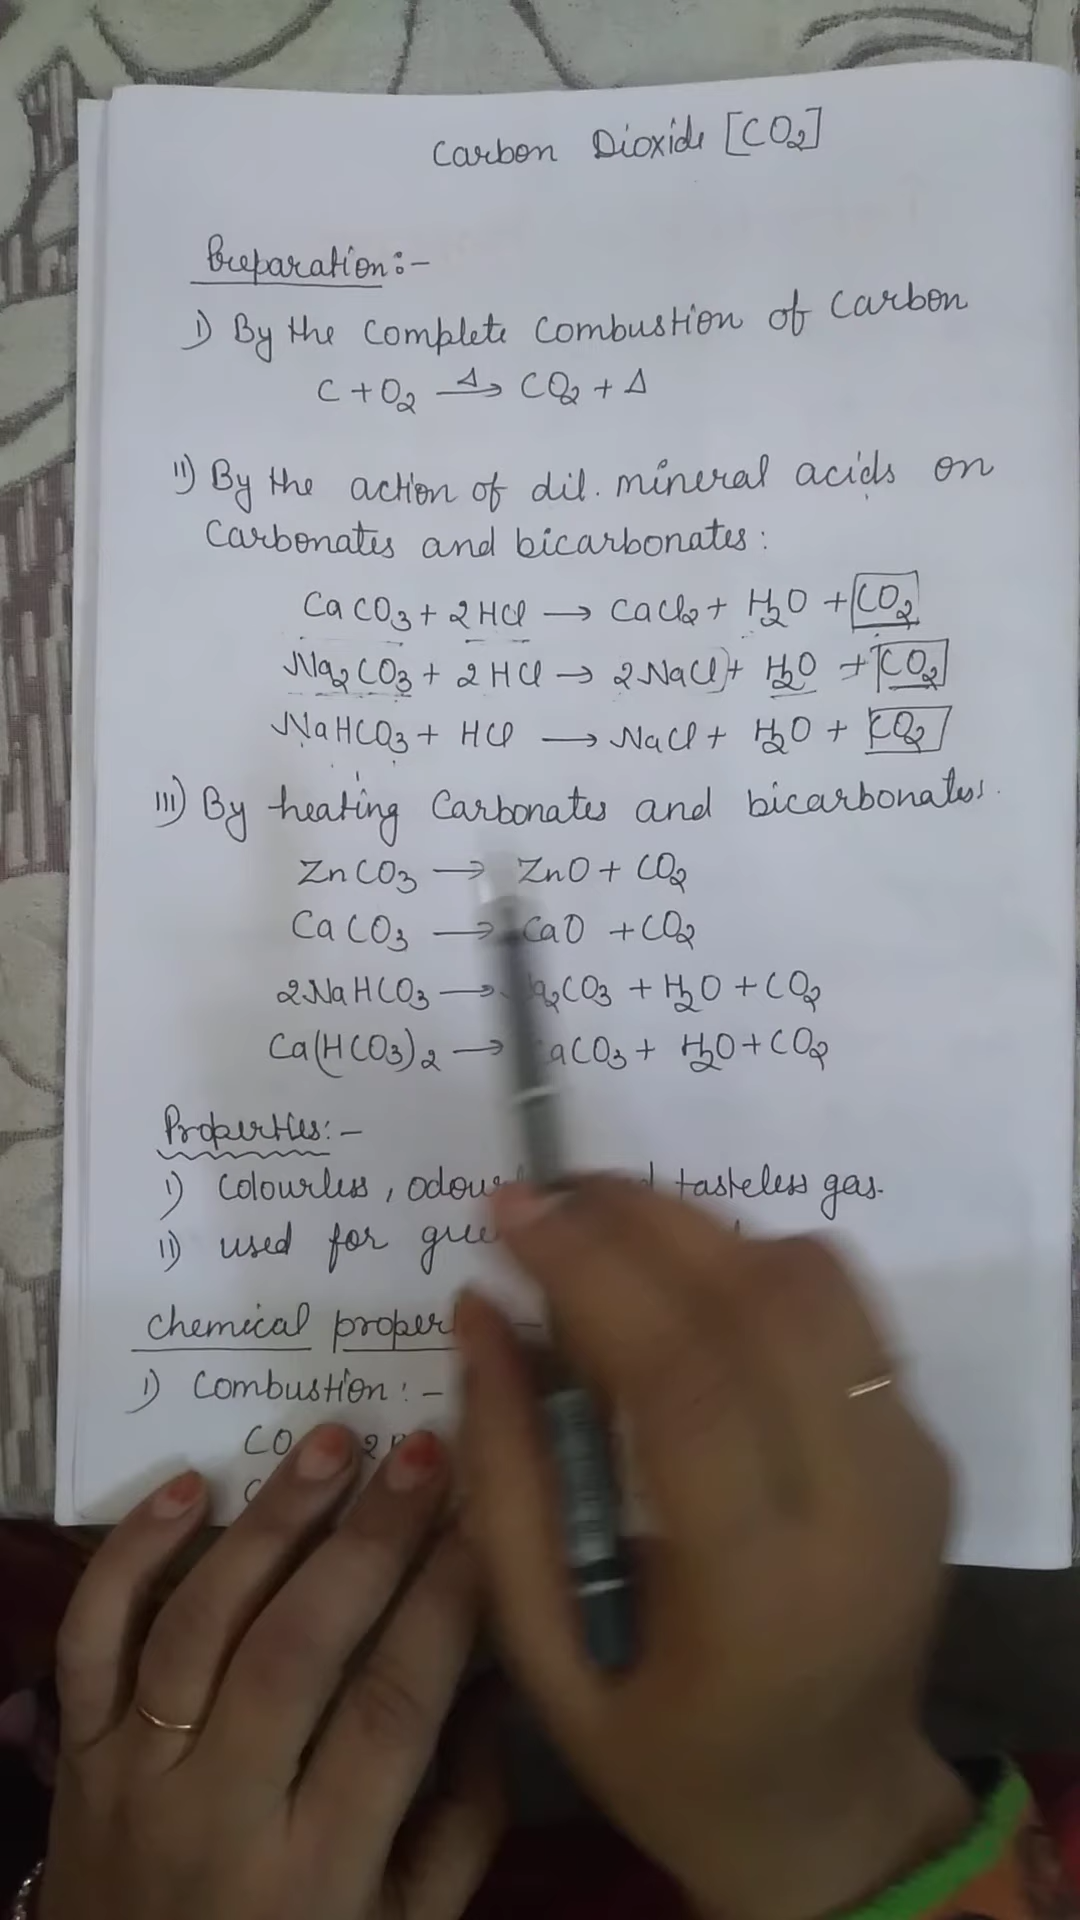 Carbon Dioxide [CO2]
Preparation:-
i) By the complete combustion of carbon
C + O2 —Δ→ CO2 + Δ
ii) By the action of dil. mineral acids on
carbonates and bicarbonates:
CaCO3 + 2HCl → CaCl2 + H2O + CO2
Na2CO3 + 2HCl → 2NaCl + H2O + CO2
NaHCO3 + HCl → NaCl + H2O + CO2
iii) By heating carbonates and bicarbonates:
ZnCO3 → ZnO + CO2
CaCO3 → CaO + CO2
2NaHCO3 → CO3 + H2O + CO2
Ca(HCO3)2 → aCO3 + H2O + CO2
Properties:-
i) colourless, tasteless gas.
ii) used for
chemical
i) Combustion:-